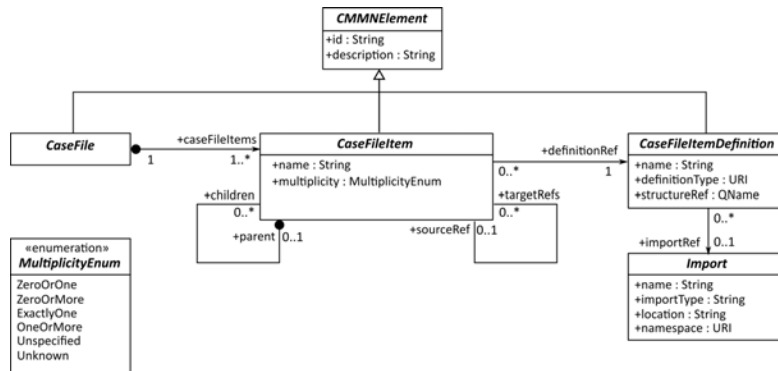 CMMNElement
+id : String
+description : String
CaseFile
+caseFileItems
1
1..*
CaseFileItem
+name : String
+multiplicity : MultiplicityEnum
+definitionRef
0..*
1
CaseFileItemDefinition
+name : String
+definitionType : URI
+structureRef : QName
+children
0..*
+parent
0..1
+targetRefs
0..*
+sourceRef
0..1
0..*
+importRef
0..1
«enumeration»
MultiplicityEnum
ZeroOrOne
ZeroOrMore
ExactlyOne
OneOrMore
Unspecified
Unknown
Import
+name : String
+importType : String
+location : String
+namespace : URI